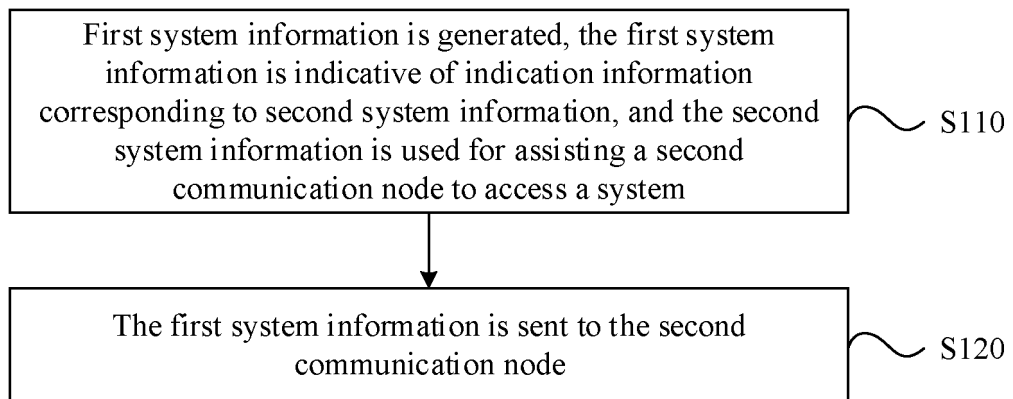 First system information is generated, the first system
information is indicative of indication information
corresponding to second system information, and the second
system information is used for assisting a second
communication node to access a system
S110
The first system information is sent to the second
communication node
S120